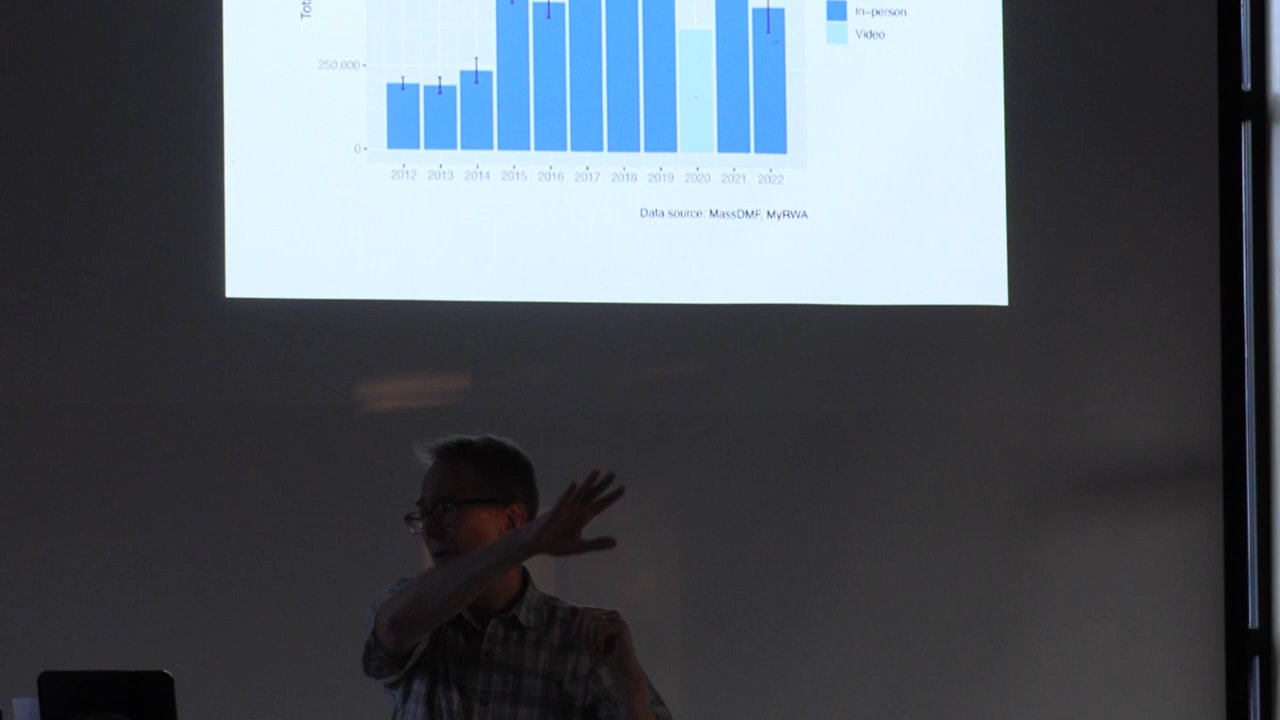 Tot
In-person
Video
250,000
0
2012 2013 2014 2015 2016 2017 2018 2019 2020 2021 2022
Data source: MassDMF, MyRWA